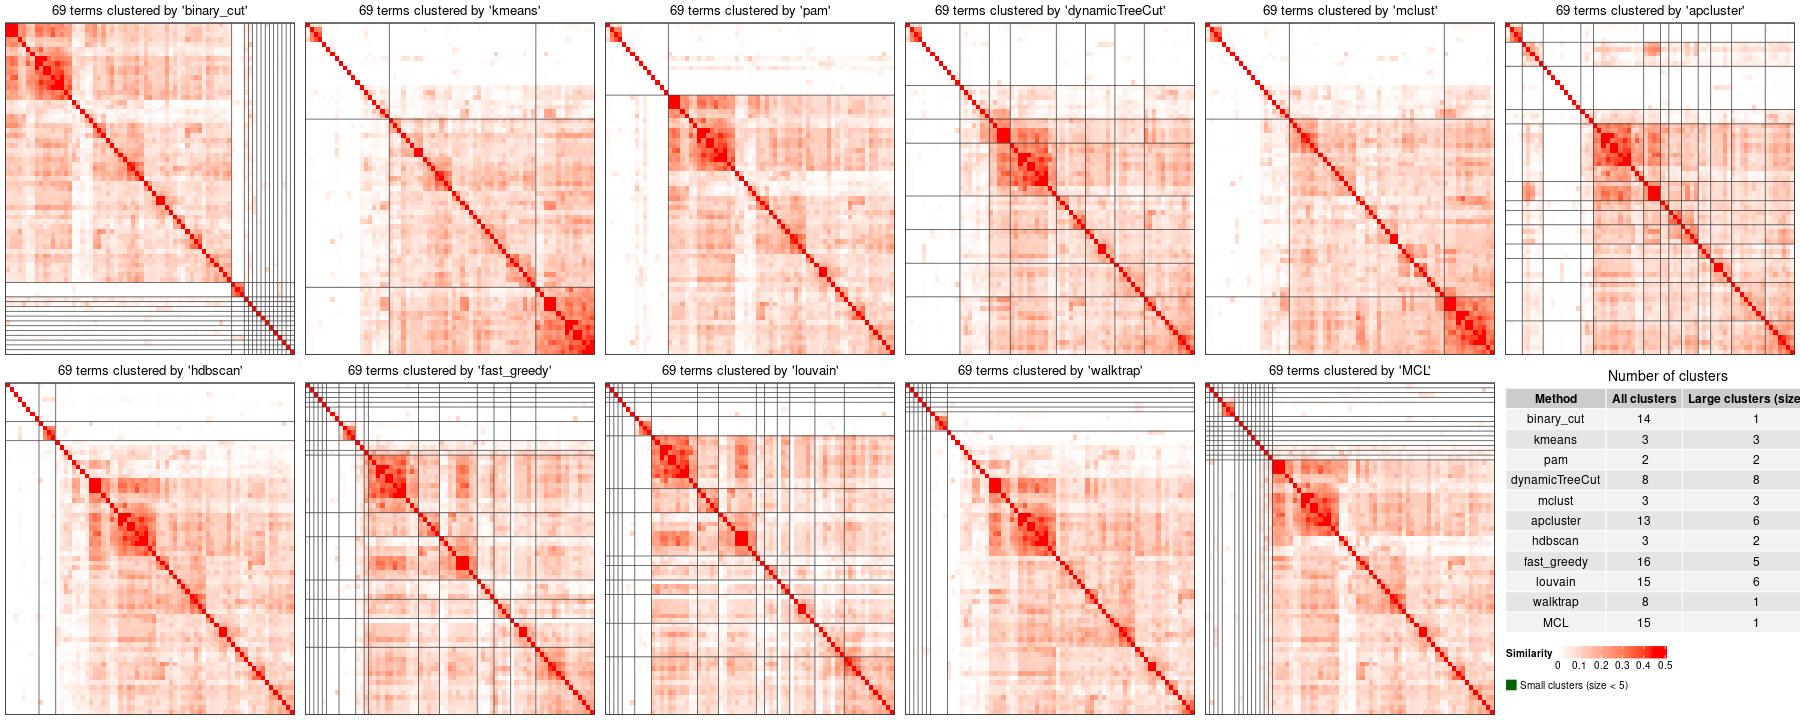 69 terms clustered by 'binary_cut'
69 terms clustered by 'kmeans'
69 terms clustered by 'pam'
69 terms clustered by 'dynamicTreeCut'
69 terms clustered by 'mclust'
69 terms clustered by 'apcluster'
69 terms clustered by 'hdbscan'
69 terms clustered by 'fast_greedy'
69 terms clustered by 'louvain'
69 terms clustered by 'walktrap'
69 terms clustered by 'MCL'
Number of clusters
Method All clusters Large clusters (size
binary_cut 14 1
kmeans 3 3
pam 2 2
dynamicTreeCut 8 8
mclust 3 3
apcluster 13 6
hdbscan 3 2
fast_greedy 16 5
louvain 15 6
walktrap 8 1
MCL 15 1
Similarity
0 0.1 0.2 0.3 0.4 0.5
Small clusters (size < 5)